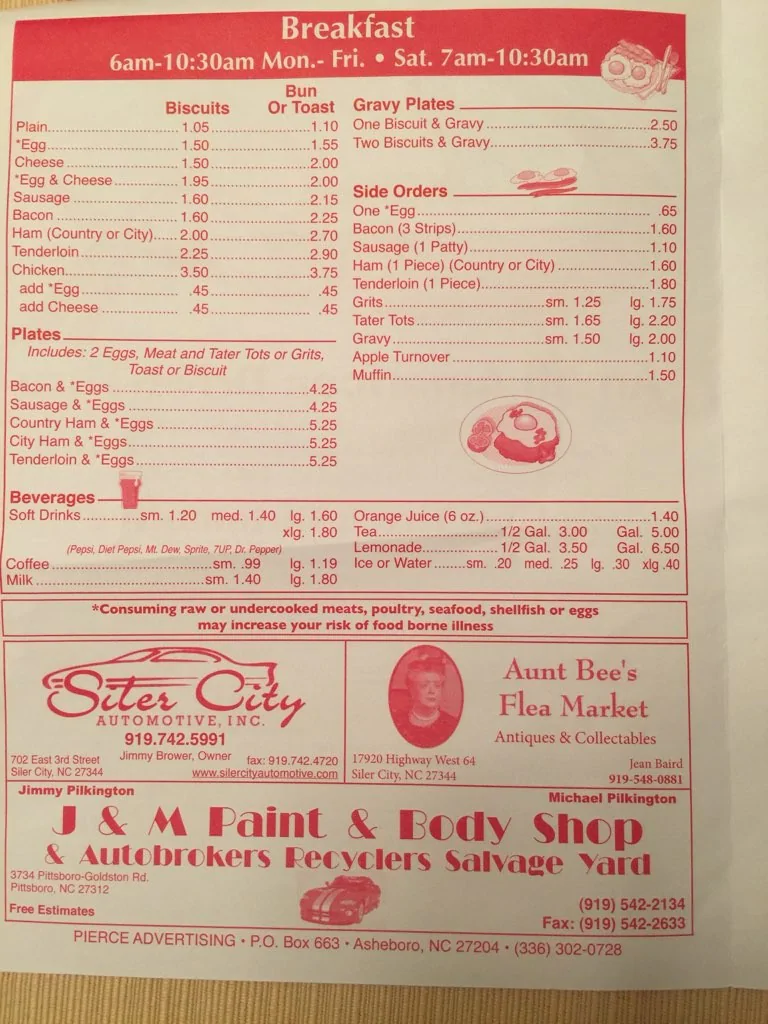 Breakfast
6am-10:30am Mon.- Fri. • Sat. 7am-10:30am
Biscuits Bun Or Toast
Plain 1.05 1.10
*Egg 1.50 1.55
Cheese 1.50 2.00
*Egg & Cheese 1.95 2.00
Sausage 1.60 2.15
Bacon 1.60 2.25
Ham (Country or City) 2.00 2.70
Tenderloin 2.25 2.90
Chicken 3.50 3.75
add *Egg .45 .45
add Cheese .45 .45
Plates
Includes: 2 Eggs, Meat and Tater Tots or Grits,
Toast or Biscuit
Bacon & *Eggs 4.25
Sausage & *Eggs 4.25
Country Ham & *Eggs 5.25
City Ham & *Eggs 5.25
Tenderloin & *Eggs 5.25
Gravy Plates
One Biscuit & Gravy 2.50
Two Biscuits & Gravy 3.75
Side Orders
One *Egg .65
Bacon (3 Strips) 1.60
Sausage (1 Patty) 1.10
Ham (1 Piece) (Country or City) 1.60
Tenderloin (1 Piece) 1.80
Grits sm. 1.25 lg. 1.75
Tater Tots sm. 1.65 lg. 2.20
Gravy sm. 1.50 lg. 2.00
Apple Turnover 1.10
Muffin 1.50
Beverages
Soft Drinks sm. 1.20 med. 1.40 lg. 1.60
xlg. 1.80
(Pepsi, Diet Pepsi, Mt. Dew, Sprite, 7UP, Dr. Pepper)
Coffee sm. .99 lg. 1.19
Milk sm. 1.40 lg. 1.80
Orange Juice (6 oz.) 1.40
Tea 1/2 Gal. 3.00 Gal. 5.00
Lemonade 1/2 Gal. 3.50 Gal. 6.50
Ice or Water sm. .20 med. .25 lg. .30 xlg .40
*Consuming raw or undercooked meats, poultry, seafood, shellfish or eggs
may increase your risk of food borne illness
Siler City
AUTOMOTIVE, INC.
919.742.5991
Jimmy Brower, Owner
702 East 3rd Street
Siler City, NC 27344
fax: 919.742.4720
www.silercityautomotive.com
Aunt Bee's
Flea Market
Antiques & Collectables
17920 Highway West 64
Siler City, NC 27344
Jean Baird
919-548-0881
Jimmy Pilkington
Michael Pilkington
J & M Paint & Body Shop
& Autobrokers Recyclers Salvage Yard
3734 Pittsboro-Goldston Rd.
Pittsboro, NC 27312
Free Estimates
(919) 542-2134
Fax: (919) 542-2633
PIERCE ADVERTISING • P.O. Box 663 • Asheboro, NC 27204 • (336) 302-0728